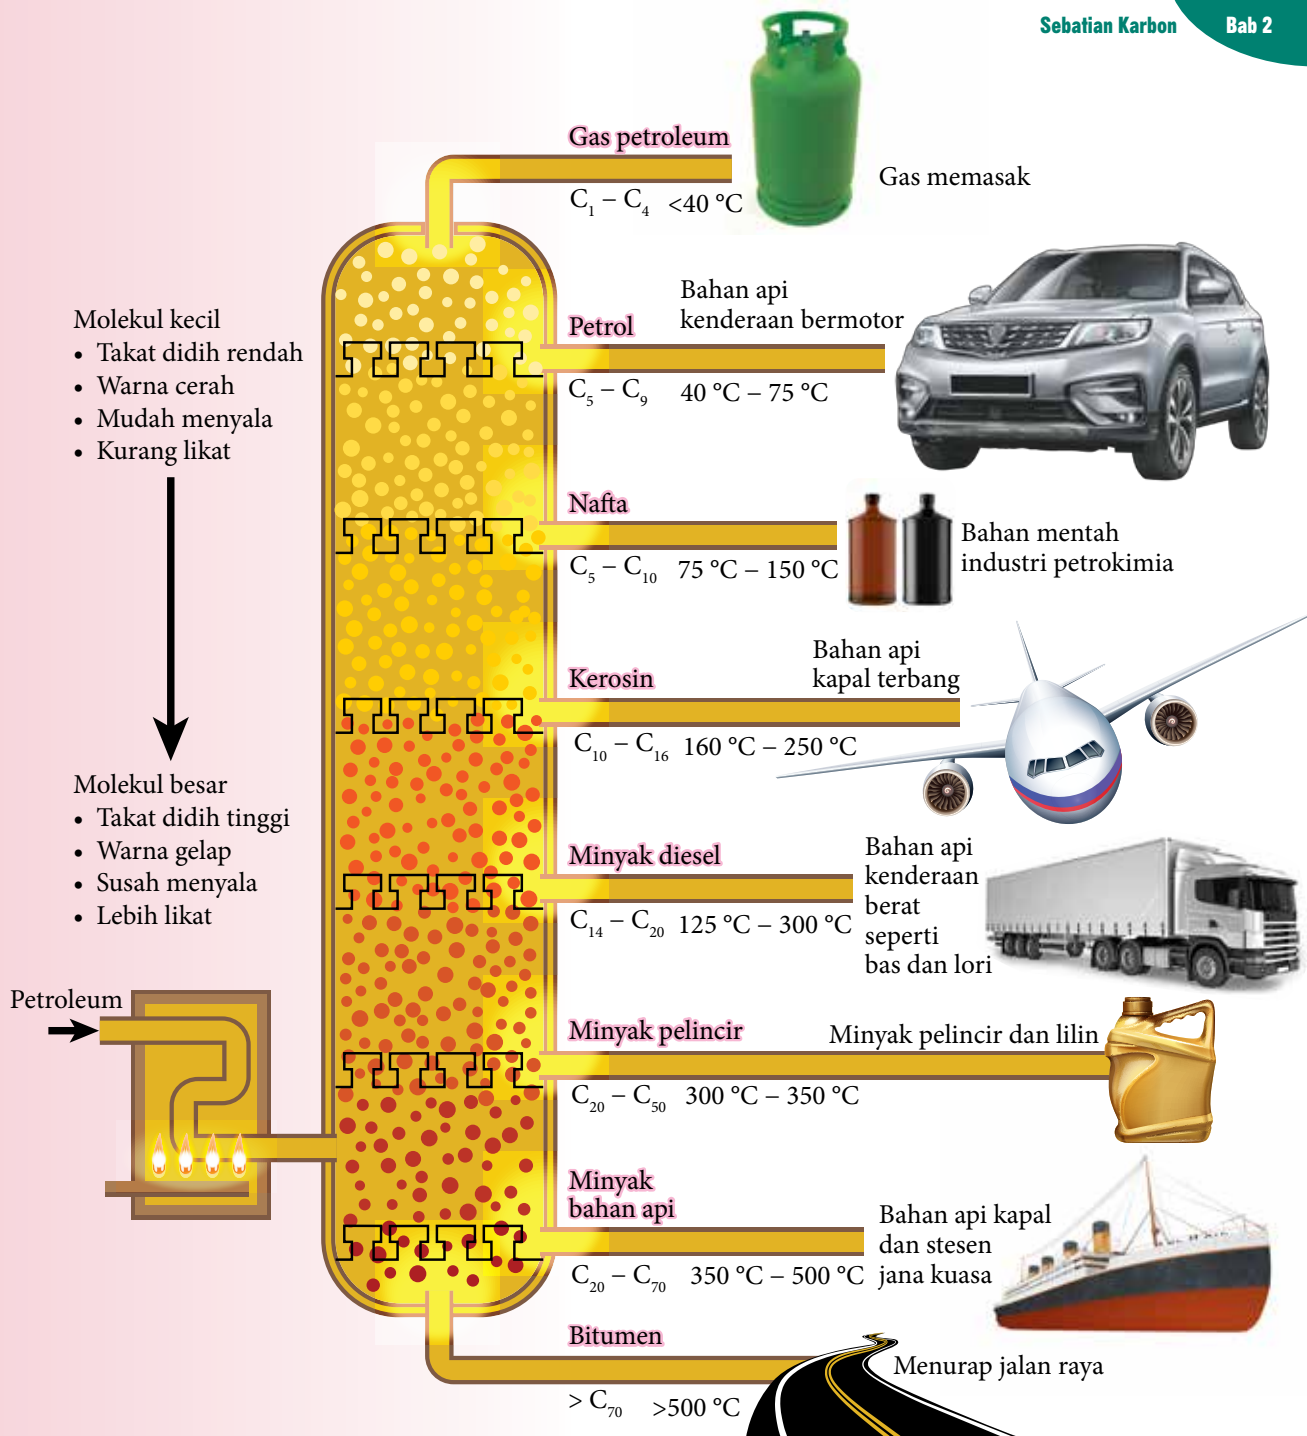 Sebatian Karbon
Bab 2
Gas petroleum
C₁ – C₄ <40 °C
Gas memasak
Molekul kecil
• Takat didih rendah
• Warna cerah
• Mudah menyala
• Kurang likat
Petrol
Bahan api
kenderaan bermotor
C₅ – C₉ 40 °C – 75 °C
Nafta
C₅ – C₁₀ 75 °C – 150 °C
Bahan mentah
industri petrokimia
Kerosin
Bahan api
kapal terbang
C₁₀ – C₁₆ 160 °C – 250 °C
Molekul besar
• Takat didih tinggi
• Warna gelap
• Susah menyala
• Lebih likat
Minyak diesel
C₁₄ – C₂₀ 125 °C – 300 °C
Bahan api
kenderaan
berat
seperti
bas dan lori
Petroleum
Minyak pelincir
Minyak pelincir dan lilin
C₂₀ – C₅₀ 300 °C – 350 °C
Minyak
bahan api
C₂₀ – C₇₀ 350 °C – 500 °C
Bahan api kapal
dan stesen
jana kuasa
Bitumen
> C₇₀ >500 °C
Menurap jalan raya